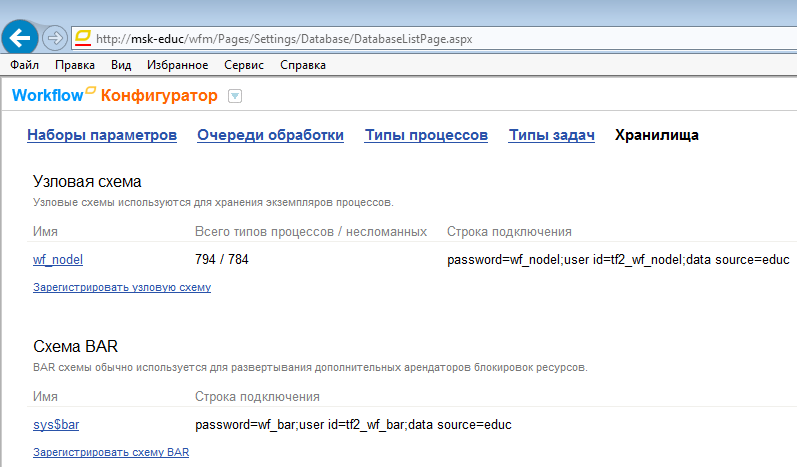 http://msk-educ/wfm/Pages/Settings/Database/DatabaseListPage.aspx
Файл Правка Вид Избранное Сервис Справка
Workflow Конфигуратор
Наборы параметров Очереди обработки Типы процессов Типы задач Хранилища
Узловая схема
Узловые схемы используются для хранения экземпляров процессов.
Имя Всего типов процессов / несломанных Строка подключения
wf_nodel 794 / 784 password=wf_nodel;user id=tf2_wf_nodel;data source=educ
Зарегистрировать узловую схему
Схема BAR
BAR схемы обычно используется для развертывания дополнительных арендаторов блокировок ресурсов.
Имя Строка подключения
sys$bar password=wf_bar;user id=tf2_wf_bar;data source=educ
Зарегистрировать схему BAR